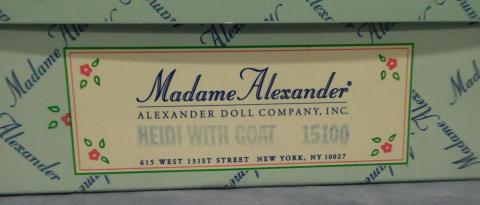 Madame Alexander®
ALEXANDER DOLL COMPANY, INC.
HEIDI WITH GOAT 15100
615 WEST 131ST STREET NEW YORK, NY 10027